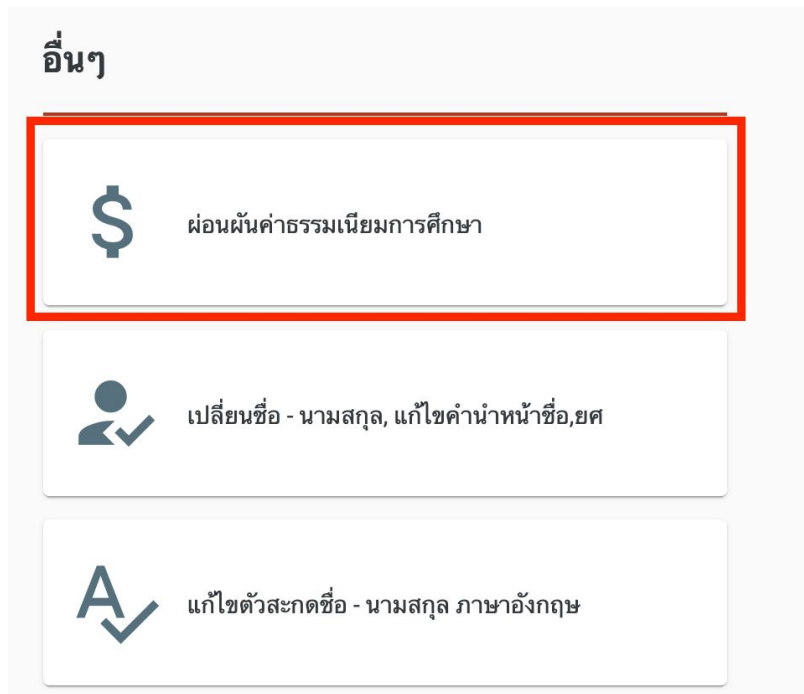 อื่นๆ
ผ่อนผันค่าธรรมเนียมการศึกษา
เปลี่ยนชื่อ - นามสกุล, แก้ไขคำนำหน้าชื่อ,ยศ
แก้ไขตัวสะกดชื่อ - นามสกุล ภาษาอังกฤษ